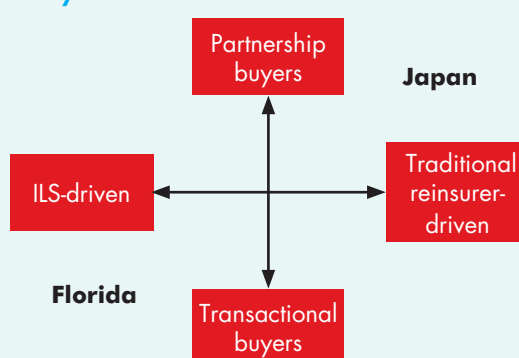 Partnership
buyers
Japan
ILS-driven
Traditional
reinsurer-
driven
Florida
Transactional
buyers